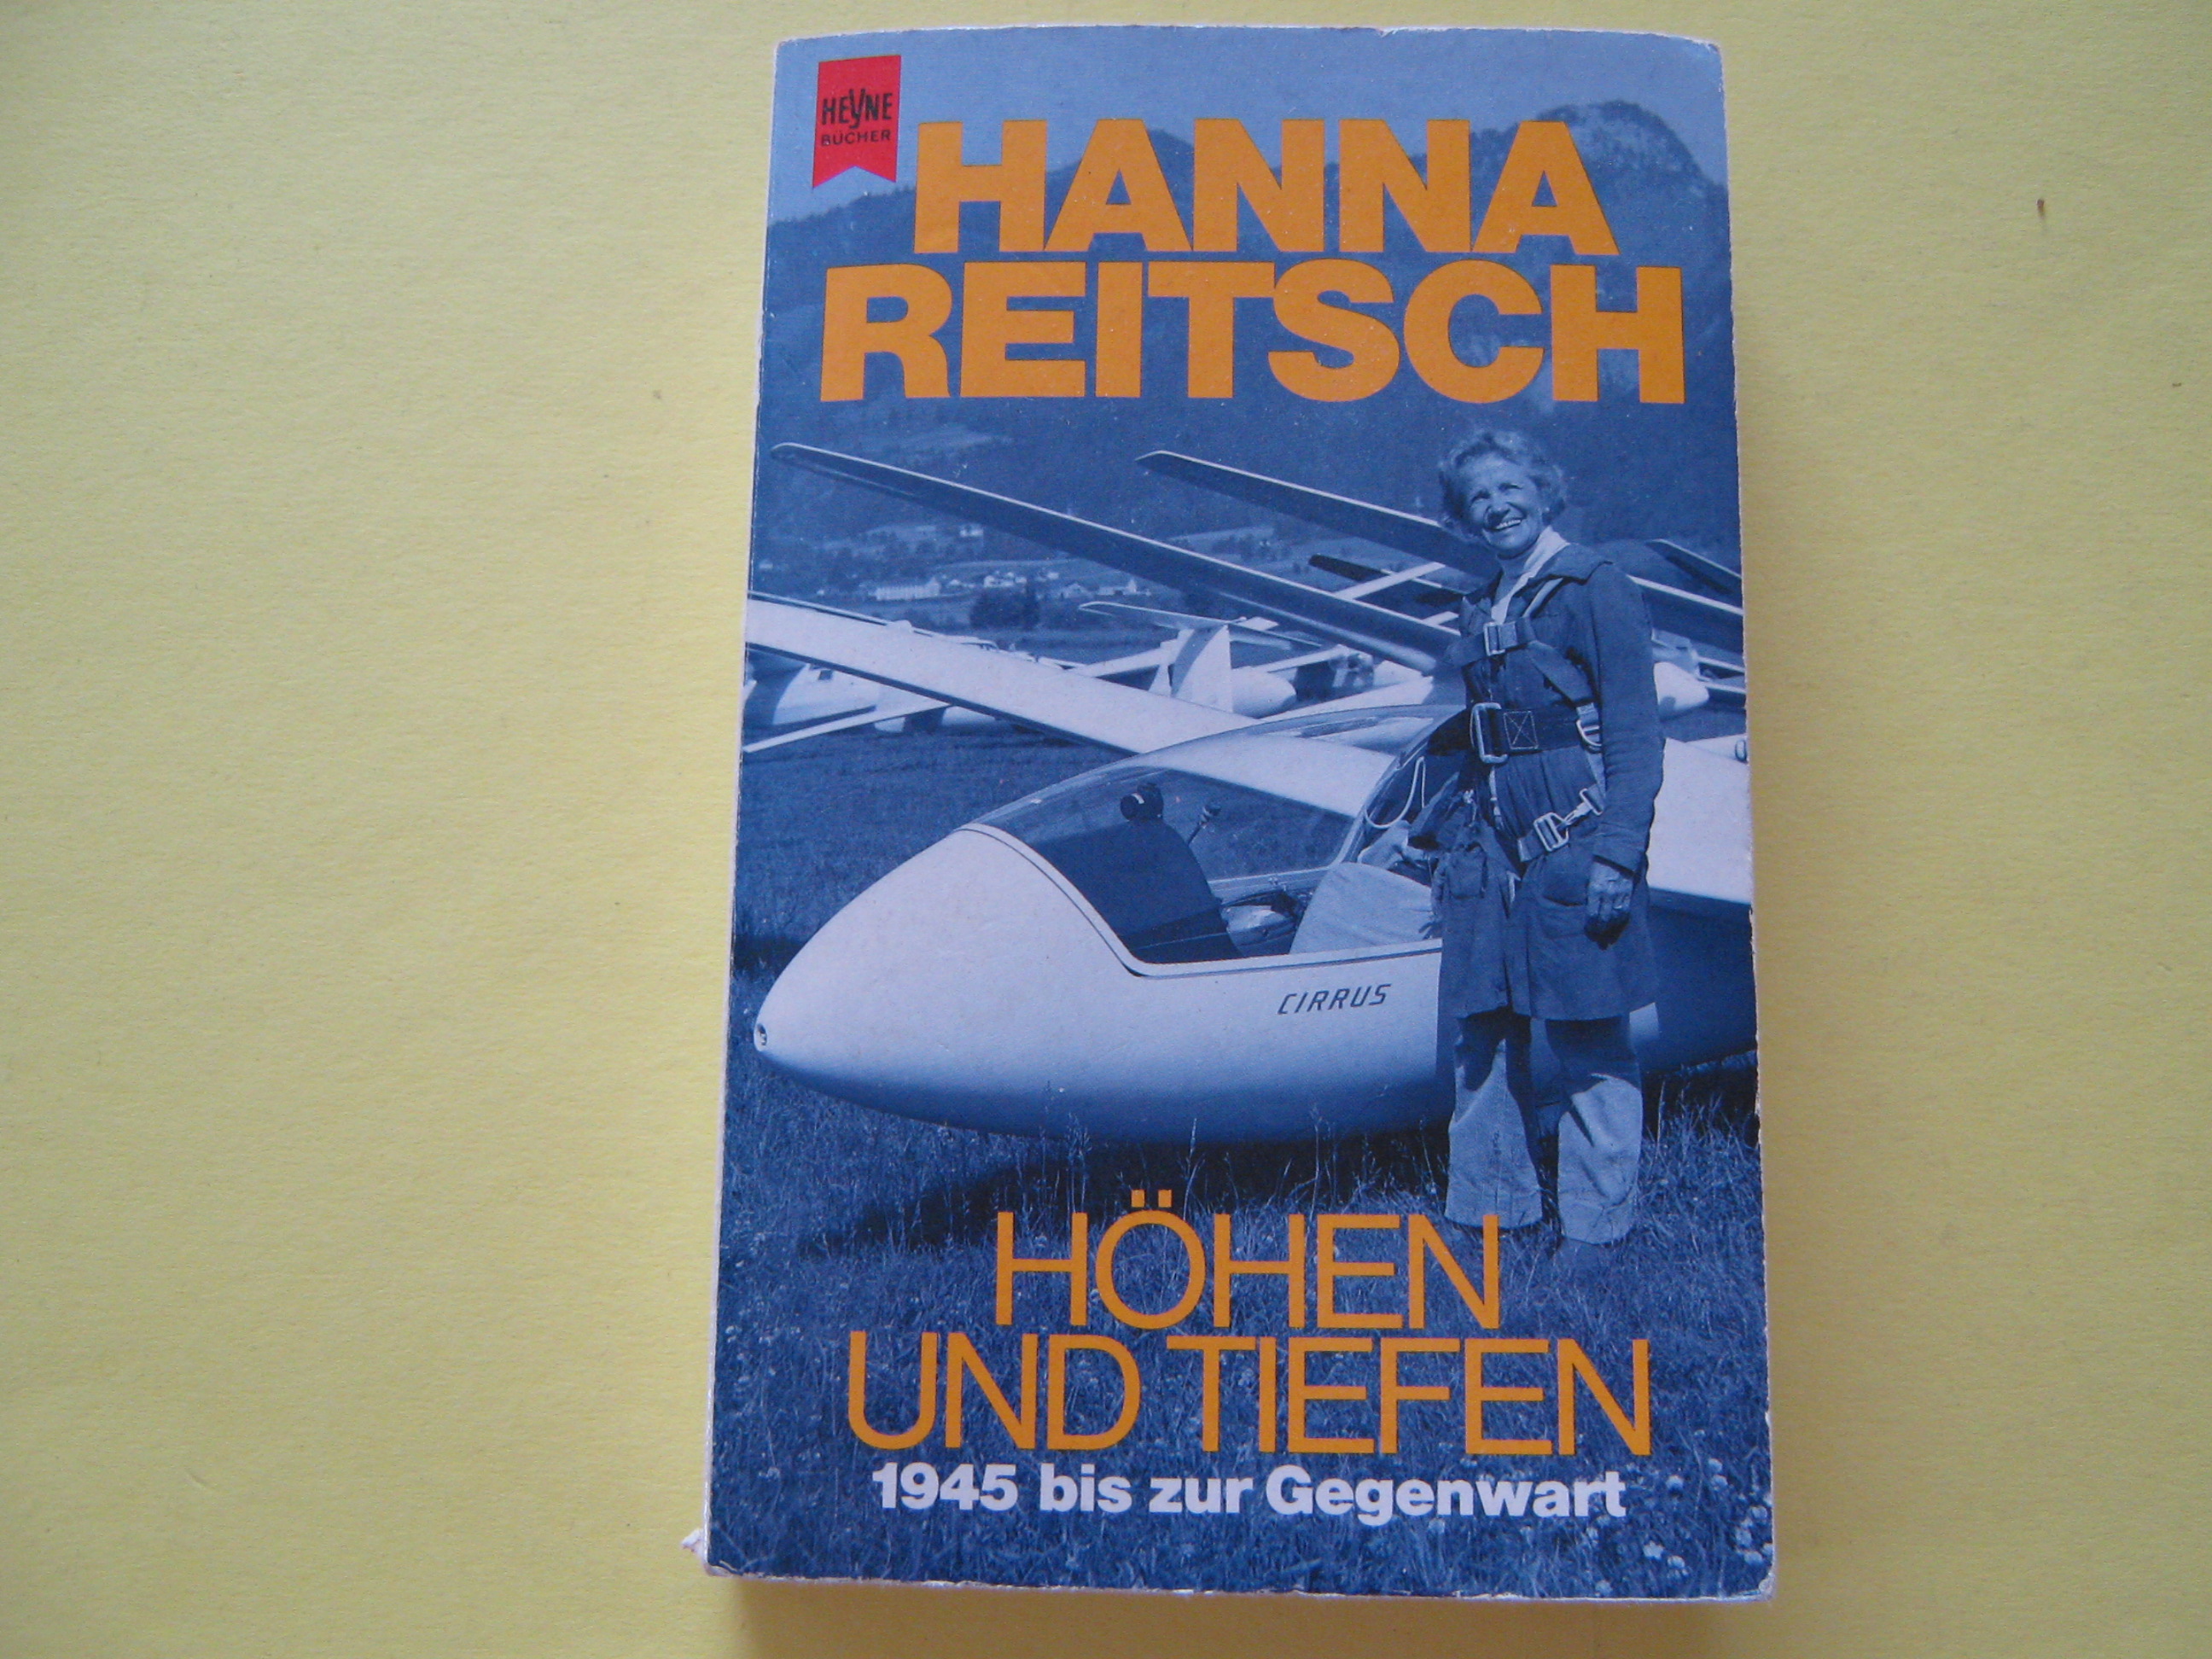 HEYNE
BÜCHER
HANNA
REITSCH
CIRRUS
HÖHEN
UND TIEFEN
1945 bis zur Gegenwart